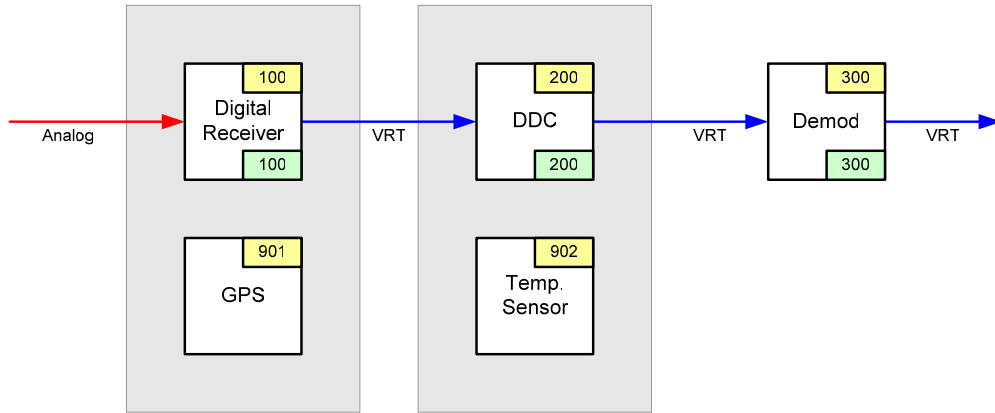 100
200
300
Digital
Receiver
DDC
Demod
Analog
VRT
VRT
VRT
100
200
300
901
902
GPS
Temp.
Sensor